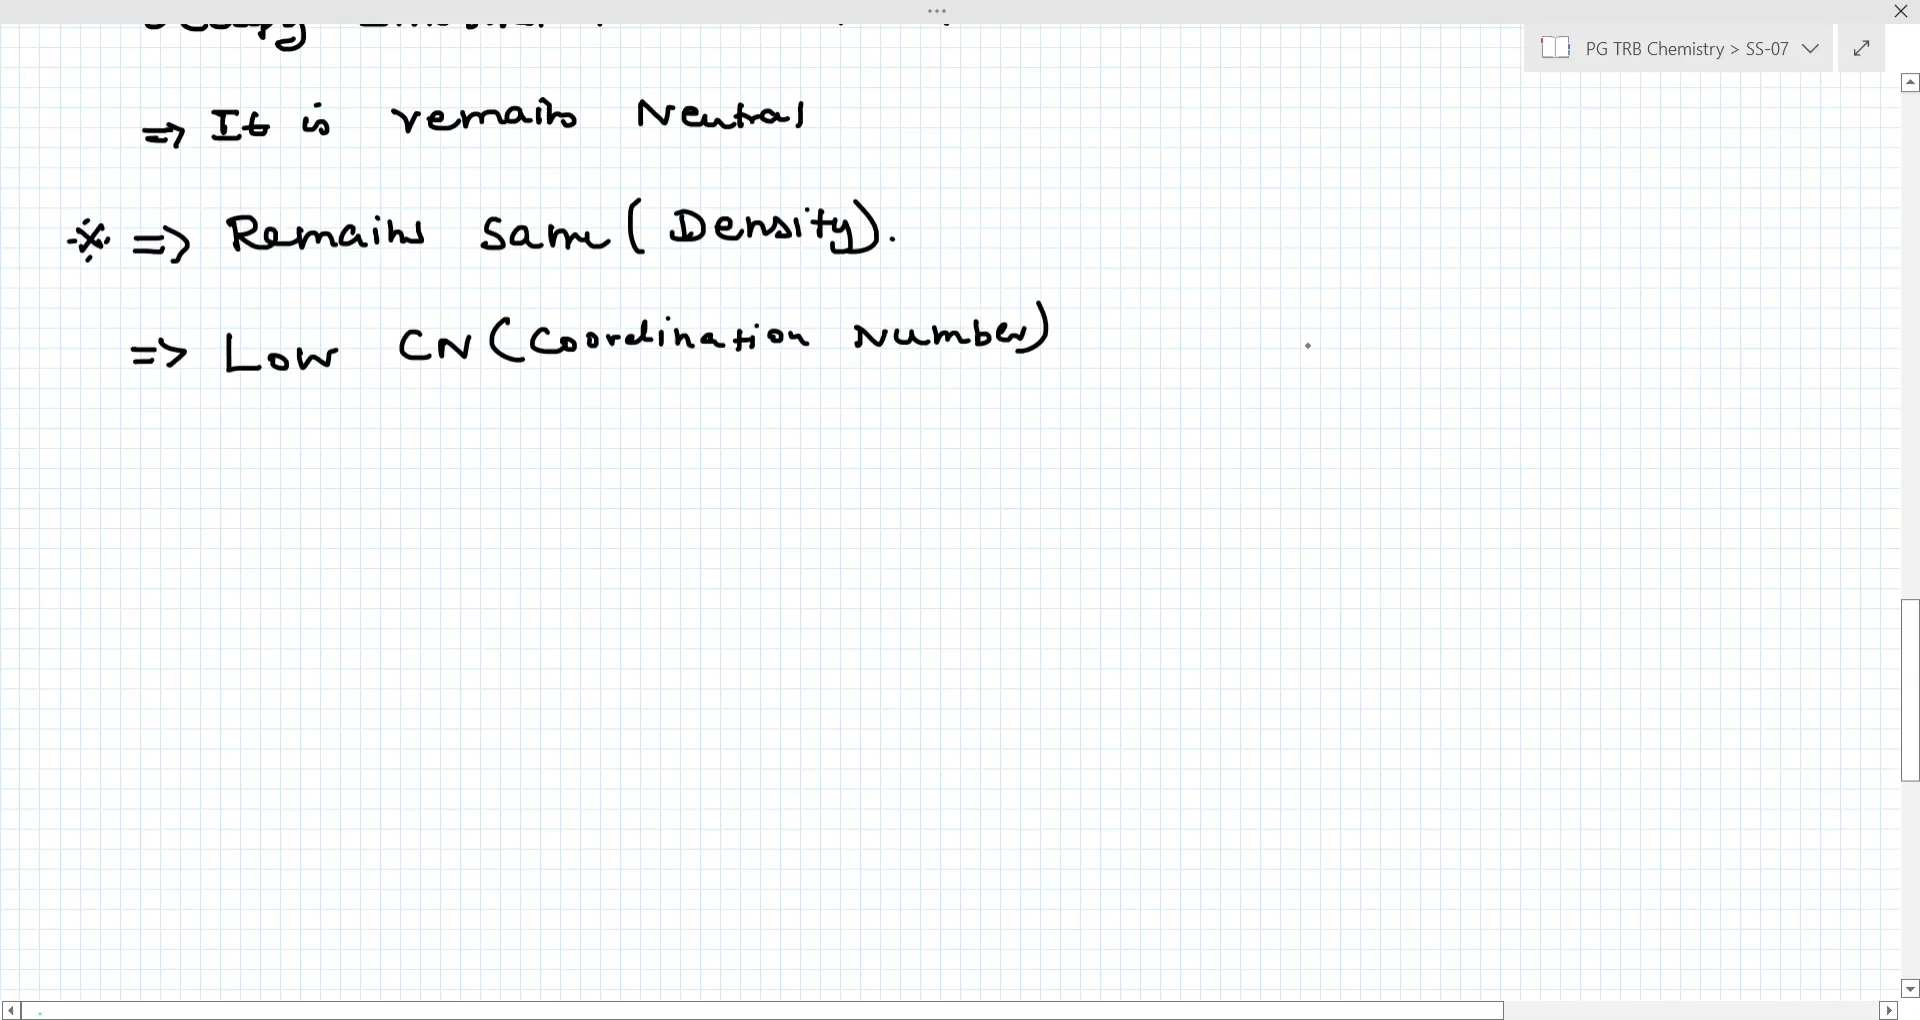 PG TRB Chemistry > SS-07
=> It is remains Neutral
※ => Remains same (Density).
=> Low CN (Coordination Number)